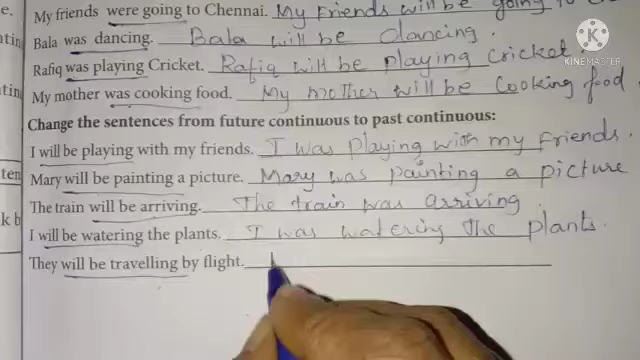 e. My friends were going to Chennai. My friends will be going to
Bala was dancing. Bala will be dancing.
Rafiq was playing Cricket. Rafiq will be playing cricket
My mother was cooking food. My mother will be cooking food
Change the sentences from future continuous to past continuous:
I will be playing with my friends. I was playing with my friends.
Mary will be painting a picture. Mary was painting a picture
The train will be arriving. The train was arriving.
I will be watering the plants. I was watering the plants.
They will be travelling by flight.
K
KINEMASTER